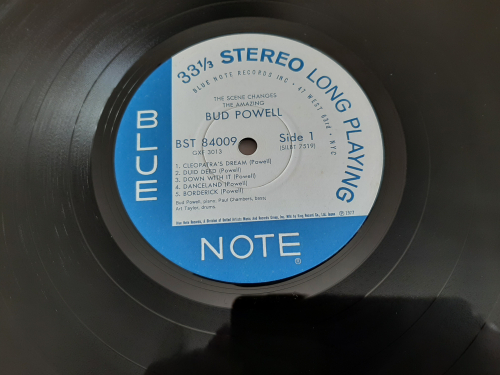 33⅓ STEREO LONG PLAYING
BLUE NOTE RECORDS INC • 47 WEST 63rd • NYC
THE SCENE CHANGES
THE AMAZING
BUD POWELL
BST 84009
GXF 3013
Side 1
1. CLEOPATRA'S DREAM (Powell)
2. DUID DEED (Powell)
3. DOWN WITH IT (Powell)
4. DANCELAND (Powell)
5. BORDERICK (Powell)
Bud Powell, piano, Paul Chambers, bass;
Art Taylor, drums.
BLUE
NOTE
®